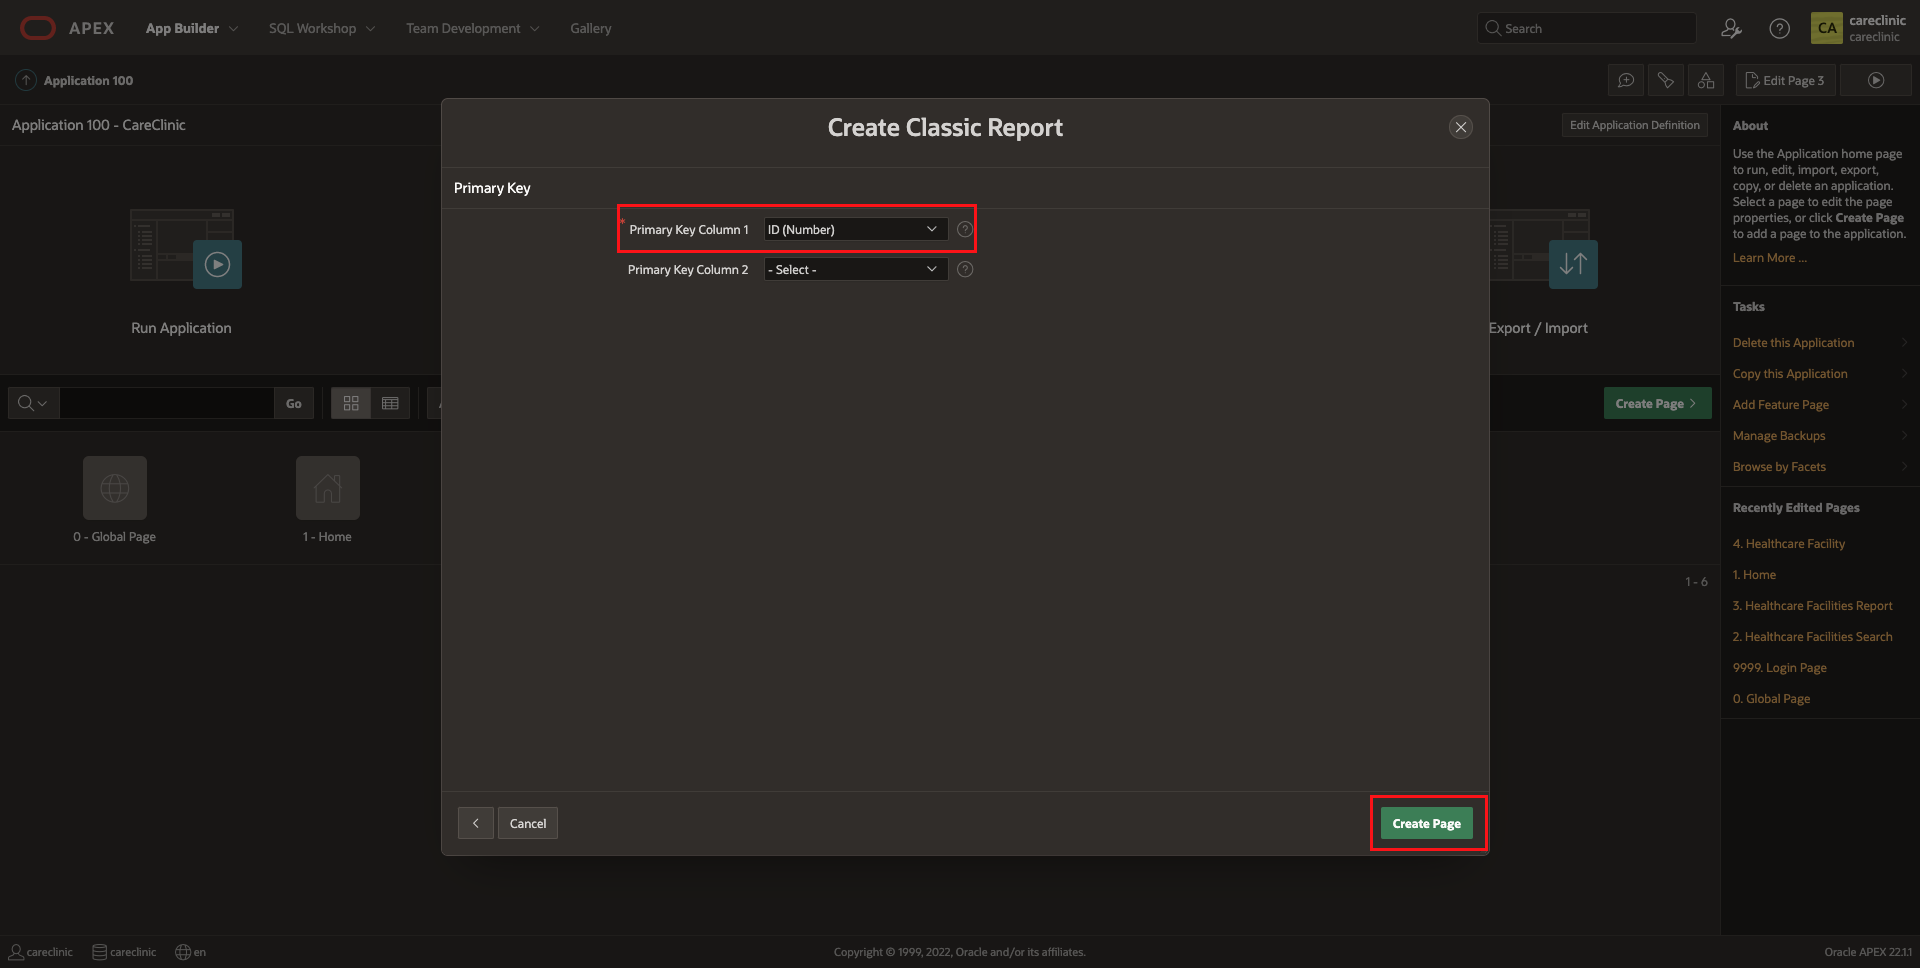 APEX App Builder SQL Workshop Team Development Gallery Search CA careclinic
careclinic
Application 100 Edit Page 3
Application 100 - CareClinic Edit Application Definition
Run Application
Export / Import
Go
Create Page
0 - Global Page 1 - Home
1 - 6
Create Classic Report
Primary Key
* Primary Key Column 1 ID (Number)
Primary Key Column 2 - Select -
Cancel Create Page
About
Use the Application home page
to run, edit, import, export,
copy, or delete an application.
Select a page to edit the page
properties, or click Create Page
to add a page to the application.
Learn More ...
Tasks
Delete this Application
Copy this Application
Add Feature Page
Manage Backups
Browse by Facets
Recently Edited Pages
4. Healthcare Facility
1. Home
3. Healthcare Facilities Report
2. Healthcare Facilities Search
9999. Login Page
0. Global Page
careclinic careclinic en Copyright © 1999, 2022, Oracle and/or its affiliates. Oracle APEX 22.1.1